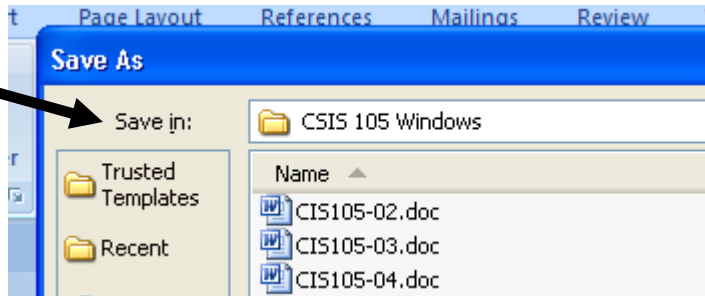 t Page Layout References Mailings Review
Save As
Save in: CSIS 105 Windows
r
Trusted
Templates
Name
CIS105-02.doc
Recent
CIS105-03.doc
CIS105-04.doc